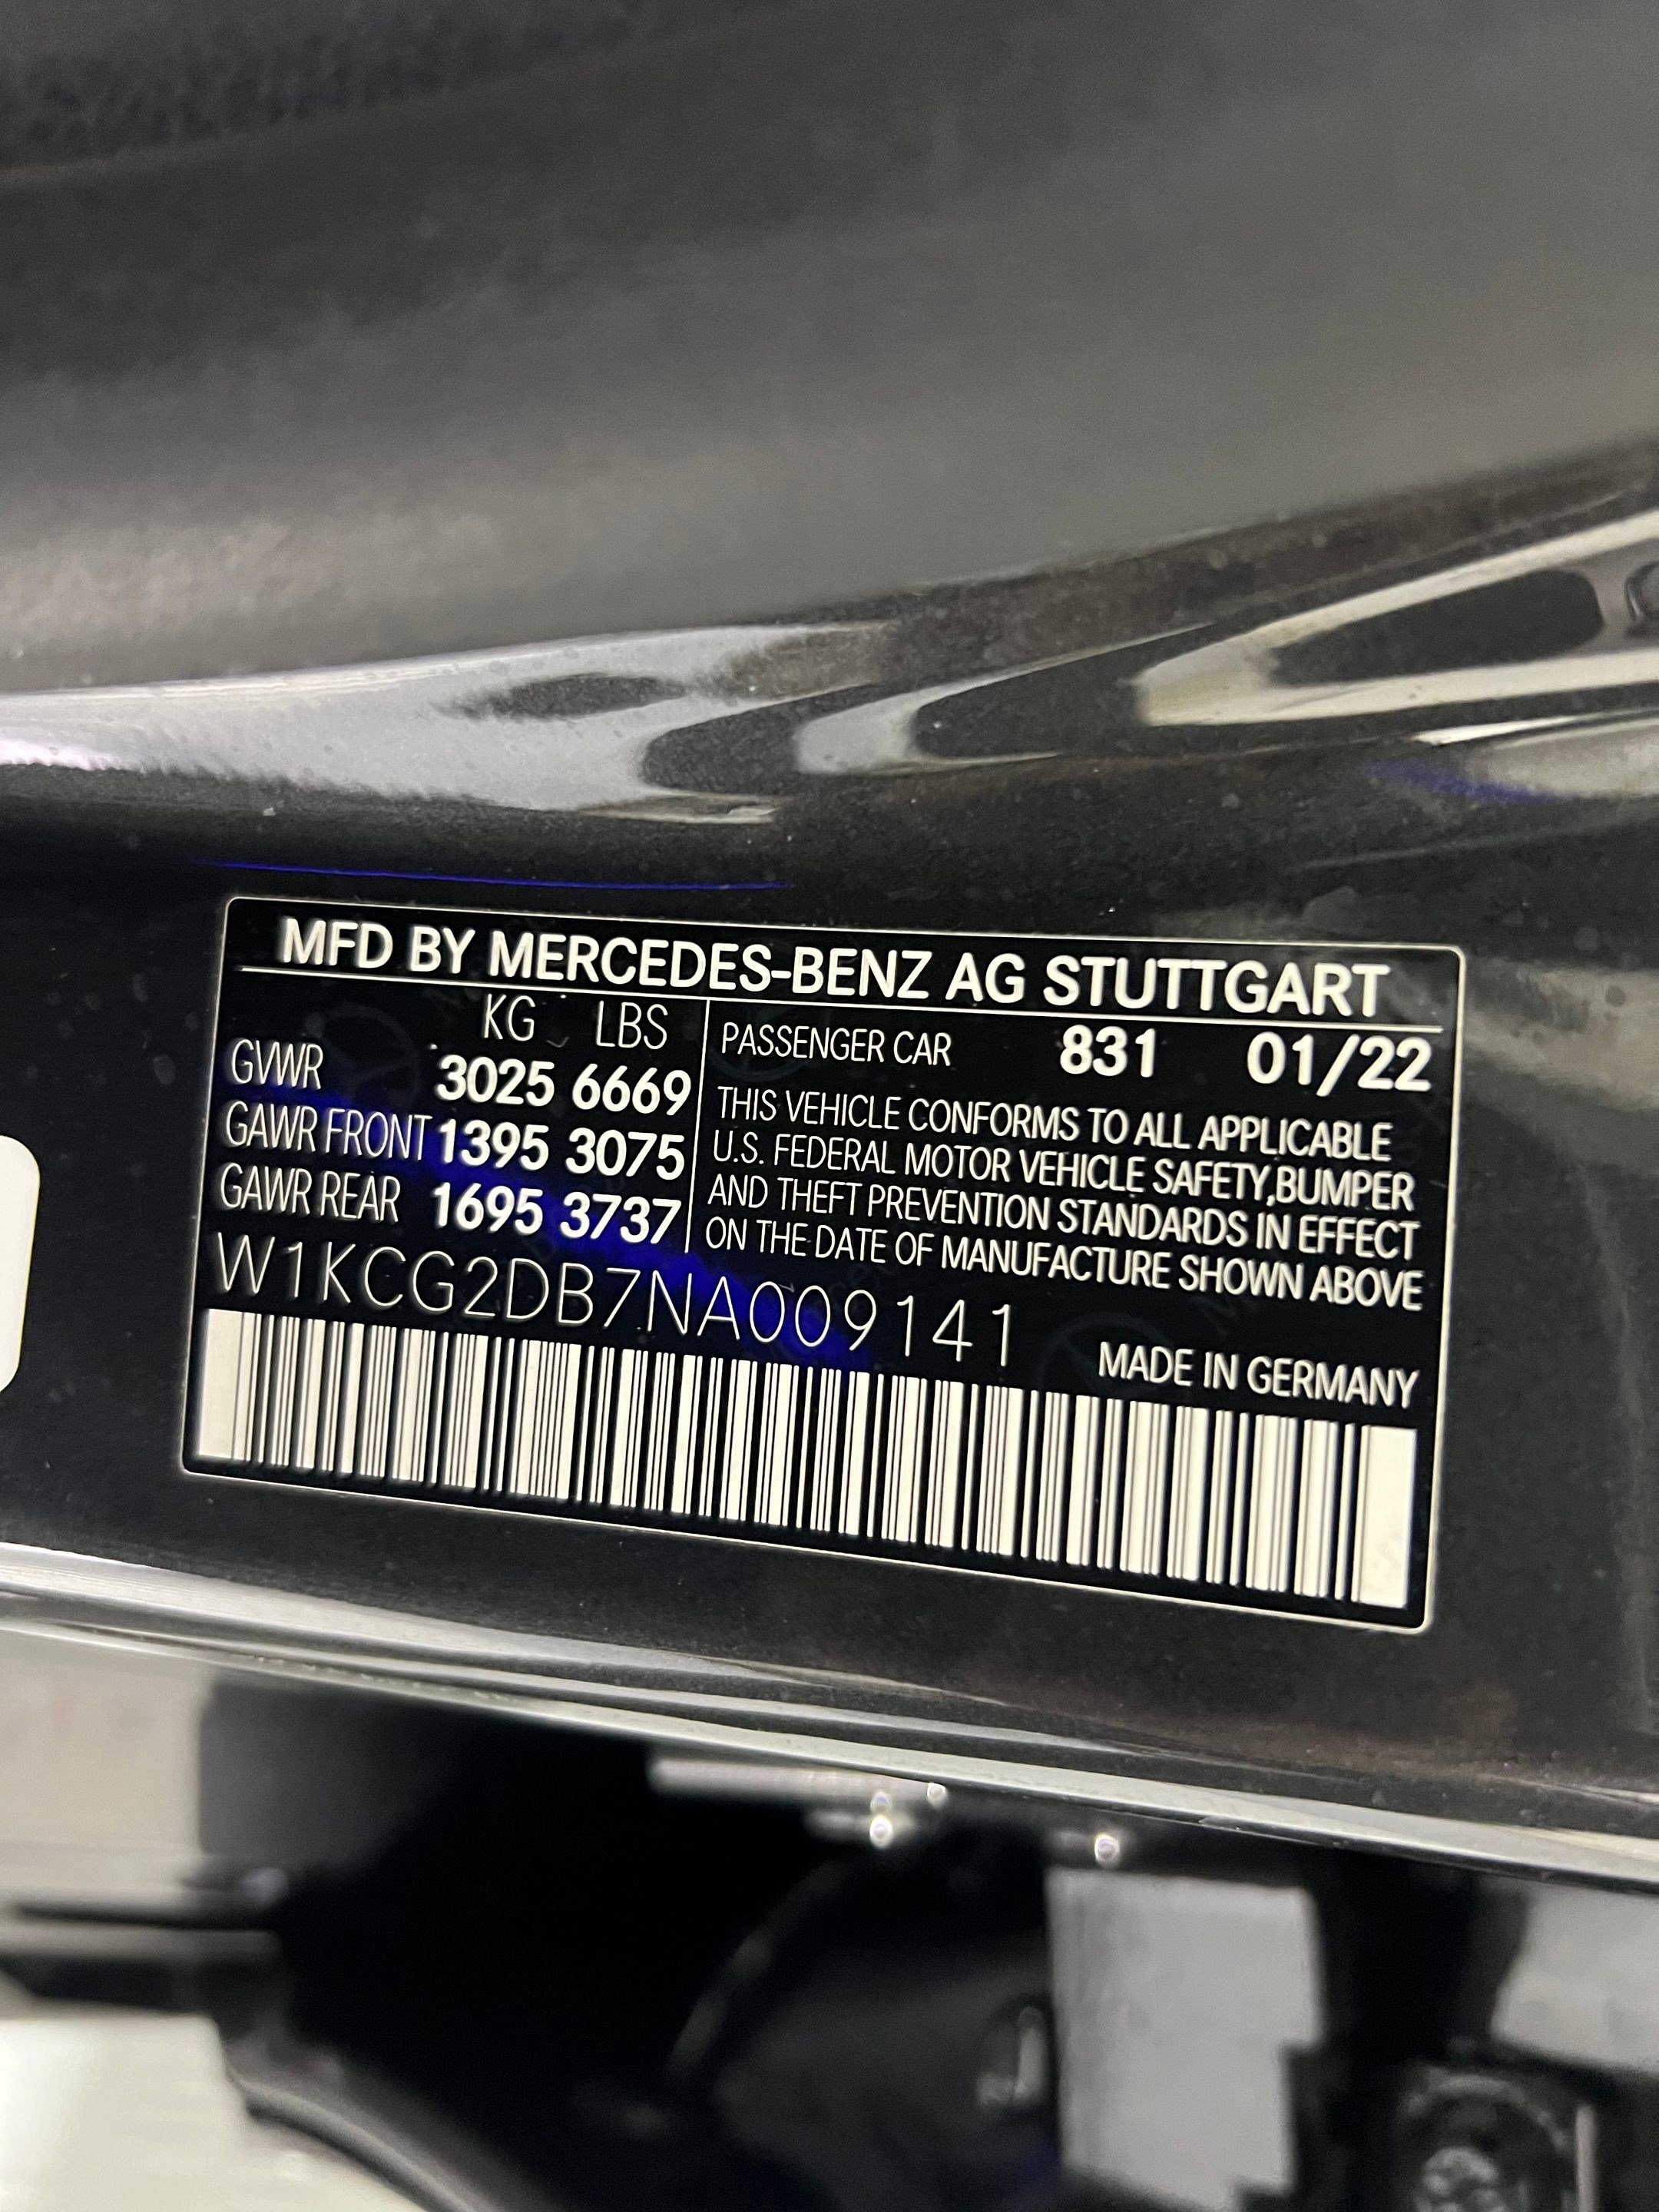 MFD BY MERCEDES-BENZ AG STUTTGART
KG LBS
GVWR 3025 6669
GAWR FRONT 1395 3075
GAWR REAR 1695 3737
PASSENGER CAR 831 01/22
THIS VEHICLE CONFORMS TO ALL APPLICABLE
U.S. FEDERAL MOTOR VEHICLE SAFETY,BUMPER
AND THEFT PREVENTION STANDARDS IN EFFECT
ON THE DATE OF MANUFACTURE SHOWN ABOVE
W1KCG2DB7NA009141
MADE IN GERMANY